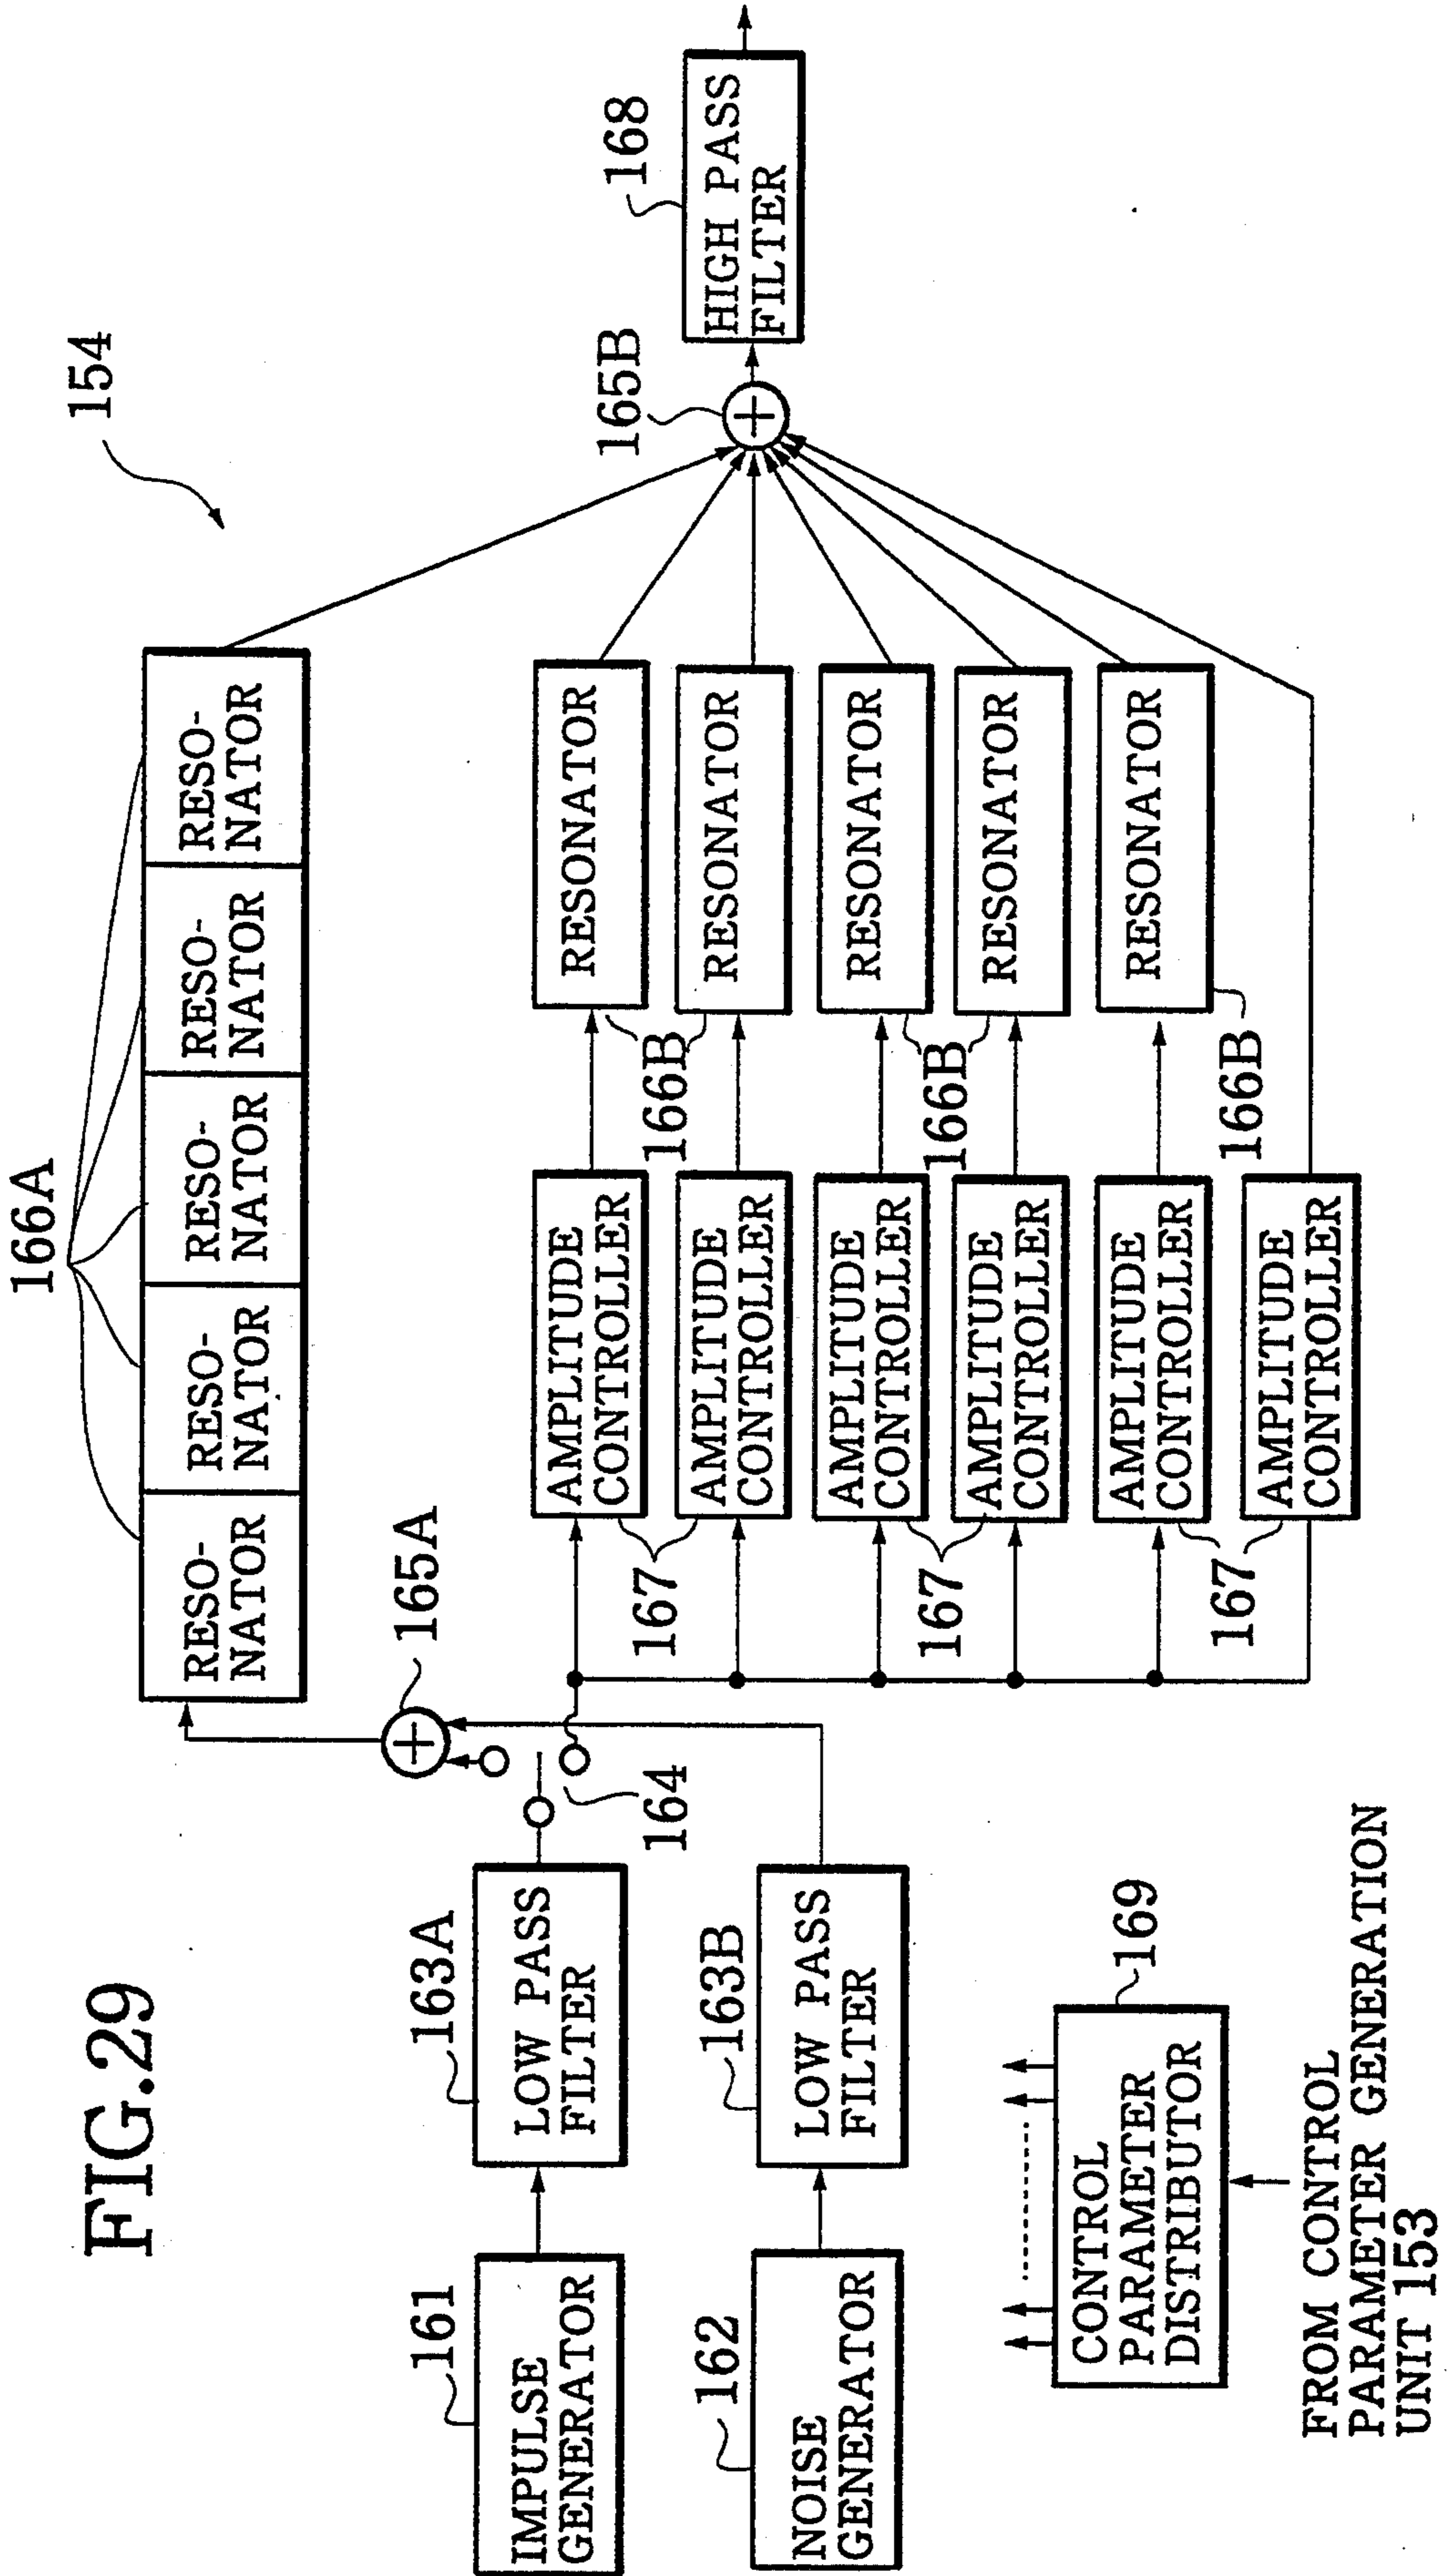 FIG.29
154
166A
RESO-
NATOR
RESO-
NATOR
RESO-
NATOR
RESO-
NATOR
RESO-
NATOR
165A
161
IMPULSE
GENERATOR
163A
LOW PASS
FILTER
164
162
NOISE
GENERATOR
163B
LOW PASS
FILTER
AMPLITUDE
CONTROLLER
RESONATOR
167
166B
AMPLITUDE
CONTROLLER
RESONATOR
AMPLITUDE
CONTROLLER
RESONATOR
167
166B
AMPLITUDE
CONTROLLER
RESONATOR
AMPLITUDE
CONTROLLER
RESONATOR
167
166B
AMPLITUDE
CONTROLLER
165B
168
HIGH PASS
FILTER
169
CONTROL
PARAMETER
DISTRIBUTOR
FROM CONTROL
PARAMETER GENERATION
UNIT 153